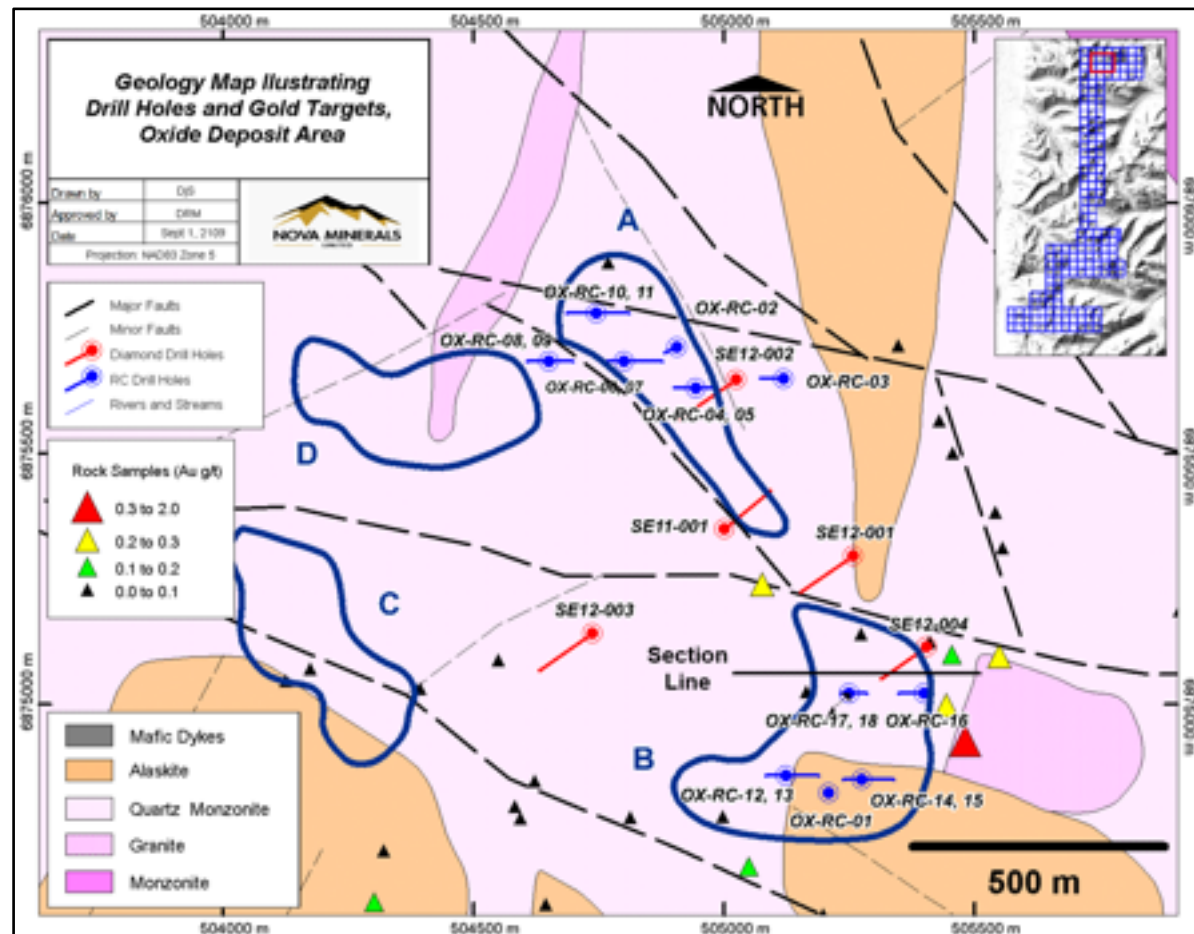 504000 m
504500 m
505000 m
505500 m
Geology Map Ilustrating
Drill Holes and Gold Targets,
Oxide Deposit Area
Drawn by DjS
Approved by DRM
Date Sept 1, 2109
Projection: NAD83 Zone 5
NOVA MINERALS
LIMITED
NORTH
6876000 m
6876000 m
Major Faults
Minor Faults
Diamond Drill Holes
RC Drill Holes
Rivers and Streams
A
OX-RC-10, 11
OX-RC-02
OX-RC-08, 09
SE12-002
OX-RC-06, 07
OX-RC-03
OX-RC-04, 05
D
6875500 m
6875500 m
Rock Samples (Au g/t)
0.3 to 2.0
0.2 to 0.3
0.1 to 0.2
0.0 to 0.1
SE11-001
SE12-001
C
SE12-003
SE12-004
Section
Line
6875000 m
6875000 m
OX-RC-17, 18
OX-RC-16
B
OX-RC-12, 13
OX-RC-14, 15
OX-RC-01
Mafic Dykes
Alaskite
Quartz Monzonite
Granite
Monzonite
500 m
504000 m
504500 m
505000 m
505500 m